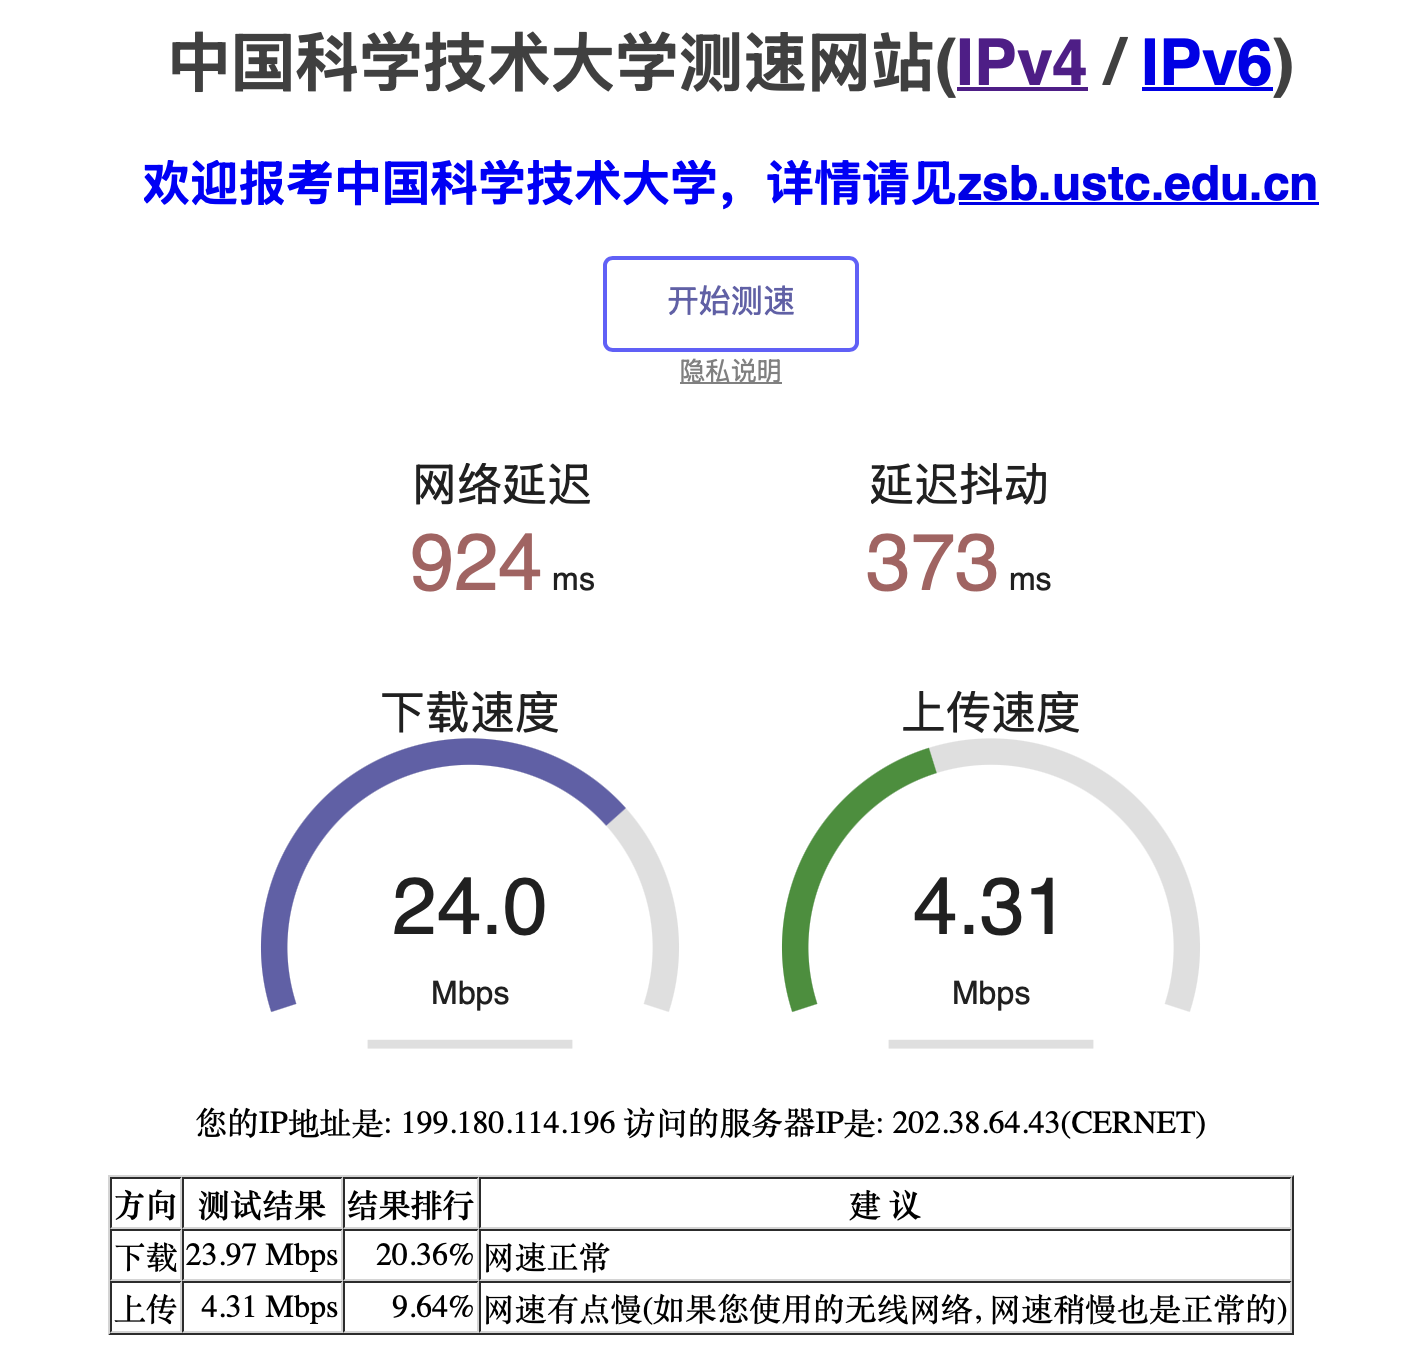 中国科学技术大学测速网站(IPv4 / IPv6)
欢迎报考中国科学技术大学，详情请见zsb.ustc.edu.cn
开始测速
隐私说明
网络延迟 延迟抖动
924 ms 373 ms
下载速度 上传速度
24.0 4.31
Mbps Mbps
您的IP地址是: 199.180.114.196 访问的服务器IP是: 202.38.64.43(CERNET)
方向 测试结果 结果排行 建 议
下载 23.97 Mbps 20.36% 网速正常
上传 4.31 Mbps 9.64% 网速有点慢(如果您使用的无线网络, 网速稍慢也是正常的)